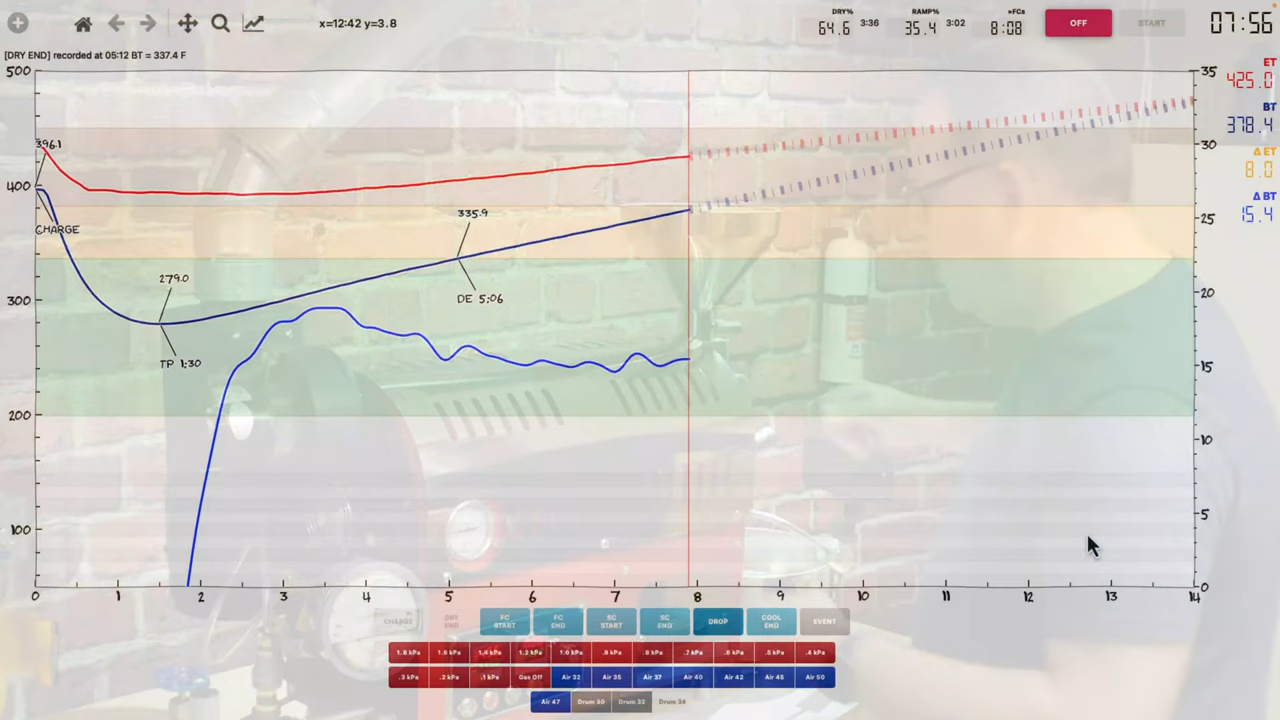 x=12:42 y=3.8
DRY%
64.6 3:36
RAMP%
35.4 3:02
»FCs
8:08
OFF
START
07:56
[DRY END] recorded at 05:12 BT = 337.4 F
ET
425.0
BT
378.4
Δ ET
8.0
Δ BT
15.4
500
400
300
200
100
35
30
25
20
15
10
5
0
396.1
CHARGE
279.0
TP 1:30
335.9
DE 5:06
0 1 2 3 4 5 6 7 8 9 10 11 12 13 14
CHARGE
DRY END
FC START
FC END
SC START
SC END
DROP
COOL END
EVENT
1.8 kPa 1.6 kPa 1.4 kPa 1.2 kPa 1.0 kPa .9 kPa .8 kPa .7 kPa .6 kPa .5 kPa .4 kPa
.3 kPa .2 kPa .1 kPa Gas Off Air 32 Air 35 Air 37 Air 40 Air 42 Air 45 Air 50
Air 47 Drum 30 Drum 32 Drum 34